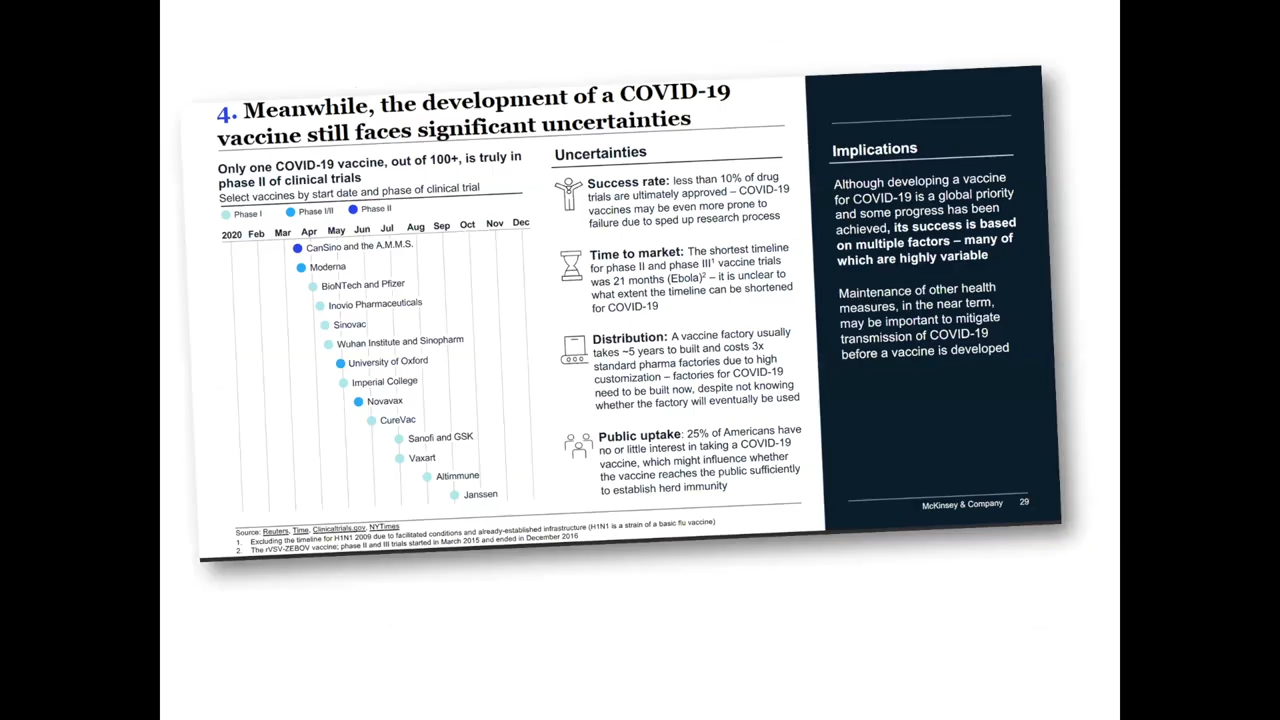 4. Meanwhile, the development of a COVID-19
vaccine still faces significant uncertainties
Only one COVID-19 vaccine, out of 100+, is truly in
phase II of clinical trials
Select vaccines by start date and phase of clinical trial
Phase I
Phase I/II
Phase II
2020 Feb Mar Apr May Jun Jul Aug Sep Oct Nov Dec
CanSino and the A.M.M.S.
Moderna
BioNTech and Pfizer
Inovio Pharmaceuticals
Sinovac
Wuhan Institute and Sinopharm
University of Oxford
Imperial College
Novavax
CureVac
Sanofi and GSK
Vaxart
Altimmune
Janssen
Uncertainties
Success rate: less than 10% of drug
trials are ultimately approved – COVID-19
vaccines may be even more prone to
failure due to sped up research process
Time to market: The shortest timeline
for phase II and phase III¹ vaccine trials
was 21 months (Ebola)² – it is unclear to
what extent the timeline can be shortened
for COVID-19
Distribution: A vaccine factory usually
takes ~5 years to built and costs 3x
standard pharma factories due to high
customization – factories for COVID-19
need to be built now, despite not knowing
whether the factory will eventually be used
Public uptake: 25% of Americans have
no or little interest in taking a COVID-19
vaccine, which might influence whether
the vaccine reaches the public sufficiently
to establish herd immunity
Implications
Although developing a vaccine
for COVID-19 is a global priority
and some progress has been
achieved, its success is based
on multiple factors – many of
which are highly variable
Maintenance of other health
measures, in the near term,
may be important to mitigate
transmission of COVID-19
before a vaccine is developed
Source: Reuters, Time, Clinicaltrials.gov, NYTimes
1. Excluding the timeline for H1N1 2009 due to facilitated conditions and already-established infrastructure (H1N1 is a strain of a basic flu vaccine)
2. The rVSV-ZEBOV vaccine; phase II and III trials started in March 2015 and ended in December 2016
McKinsey & Company 29